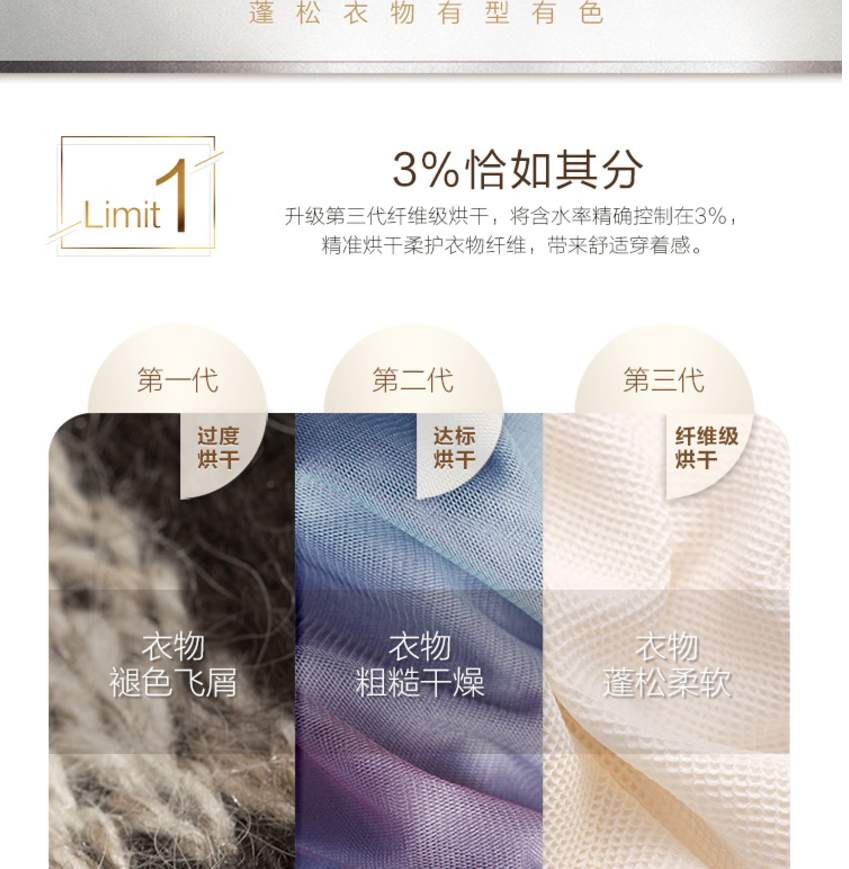 蓬松衣物有型有色
Limit 1
3%恰如其分
升级第三代纤维级烘干，将含水率精确控制在3%，
精准烘干柔护衣物纤维，带来舒适穿着感。
第一代
过度
烘干
衣物
褪色飞屑
第二代
达标
烘干
衣物
粗糙干燥
第三代
纤维级
烘干
衣物
蓬松柔软